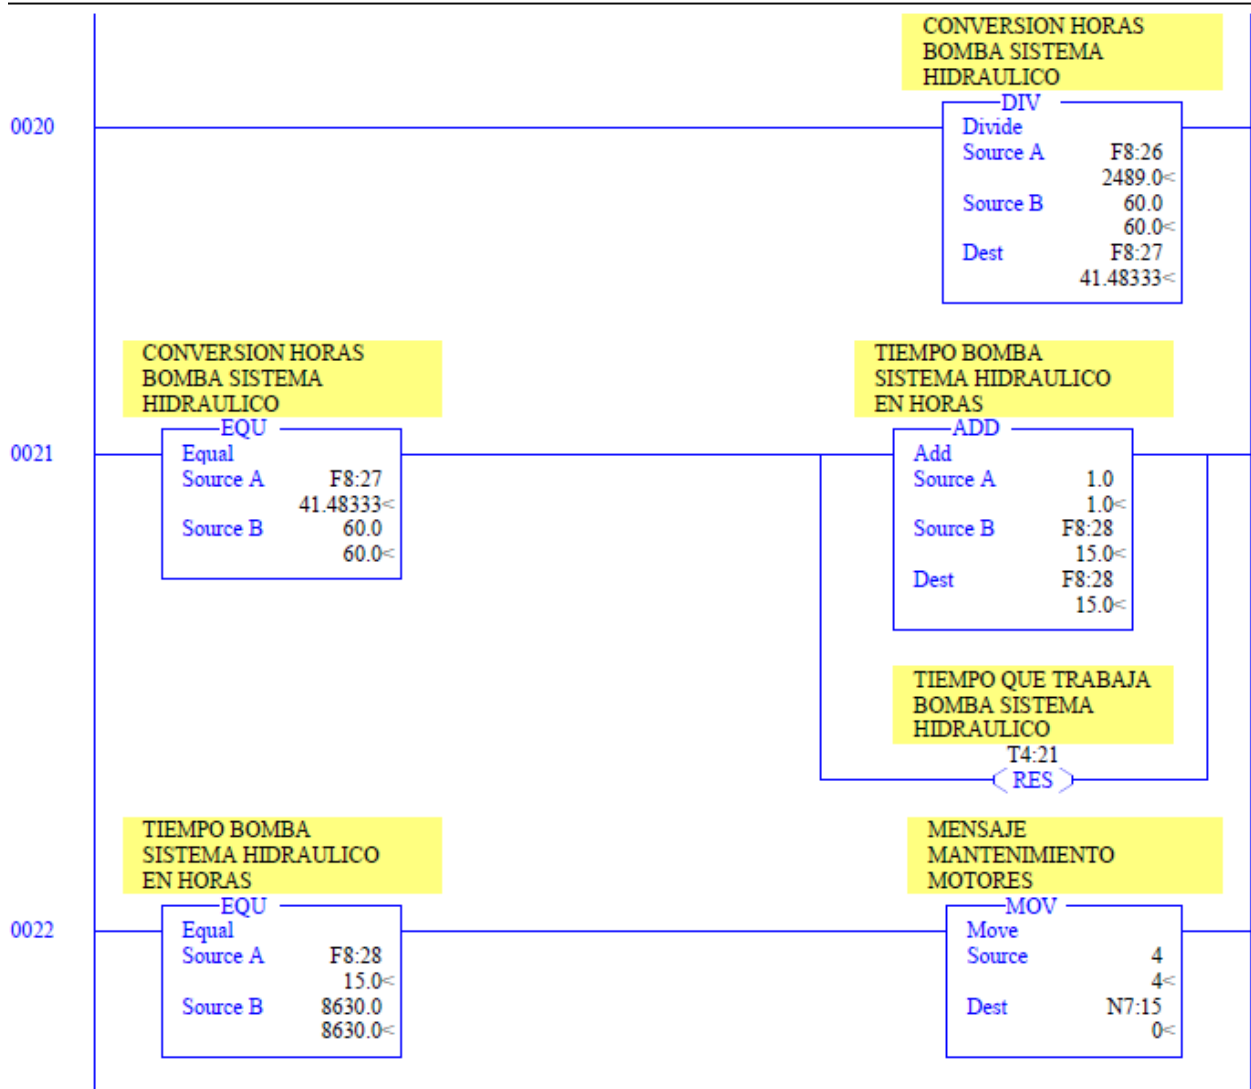 CONVERSION HORAS
BOMBA SISTEMA
HIDRAULICO
DIV
0020
Divide
Source A F8:26
2489.0<
Source B 60.0
60.0<
Dest F8:27
41.48333<
CONVERSION HORAS
BOMBA SISTEMA
HIDRAULICO
EQU
0021
Equal
Source A F8:27
41.48333<
Source B 60.0
60.0<
TIEMPO BOMBA
SISTEMA HIDRAULICO
EN HORAS
ADD
Add
Source A 1.0
1.0<
Source B F8:28
15.0<
Dest F8:28
15.0<
TIEMPO QUE TRABAJA
BOMBA SISTEMA
HIDRAULICO
T4:21
RES
TIEMPO BOMBA
SISTEMA HIDRAULICO
EN HORAS
EQU
0022
Equal
Source A F8:28
15.0<
Source B 8630.0
8630.0<
MENSAJE
MANTENIMIENTO
MOTORES
MOV
Move
Source 4
4<
Dest N7:15
0<